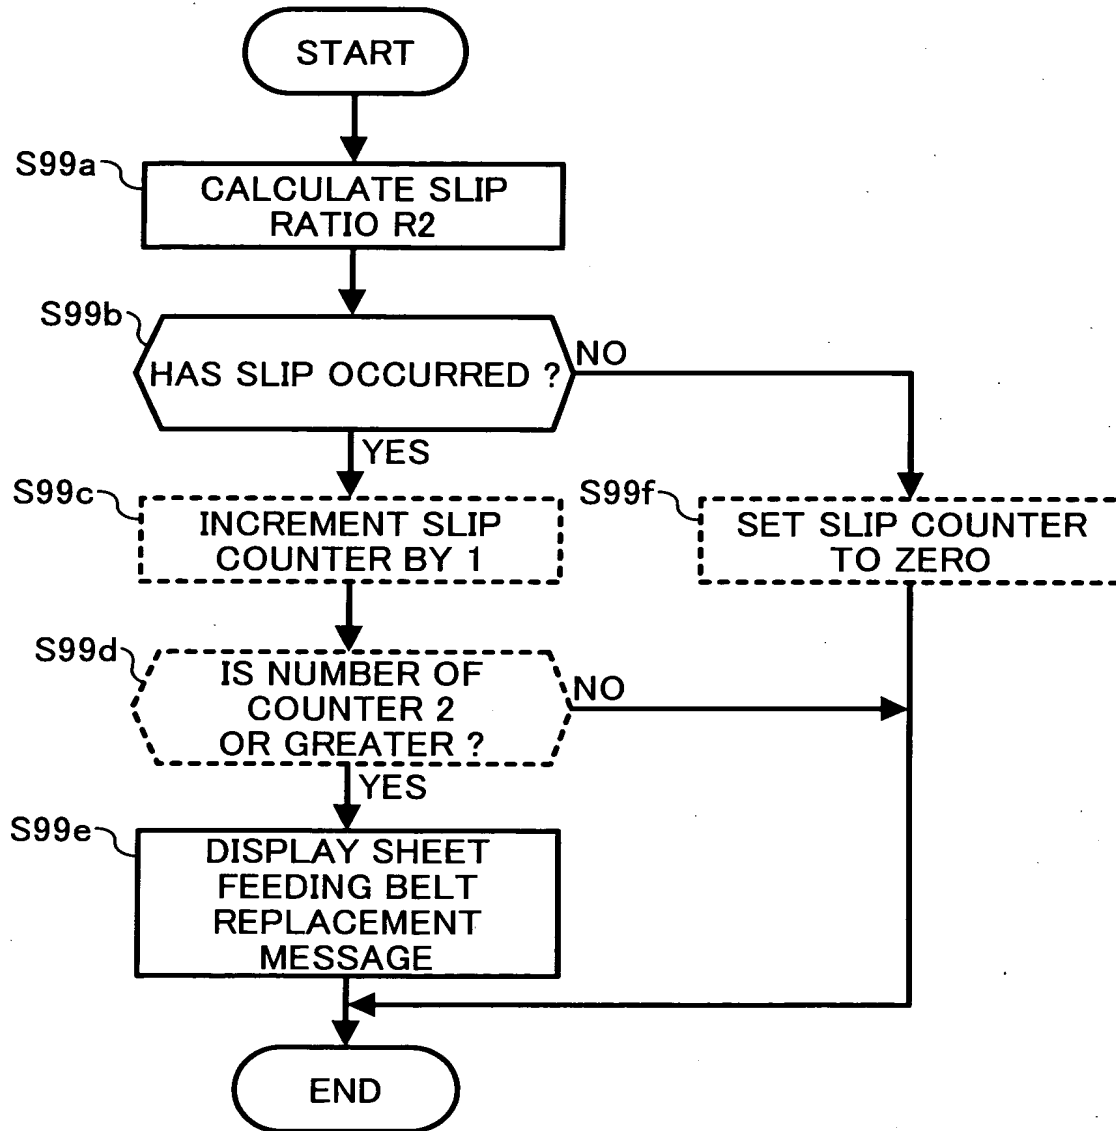 START
S99a
CALCULATE SLIP
RATIO R2
S99b
HAS SLIP OCCURRED ?
NO
YES
S99c
INCREMENT SLIP
COUNTER BY 1
S99f
SET SLIP COUNTER
TO ZERO
S99d
IS NUMBER OF
COUNTER 2
OR GREATER ?
NO
YES
S99e
DISPLAY SHEET
FEEDING BELT
REPLACEMENT
MESSAGE
END